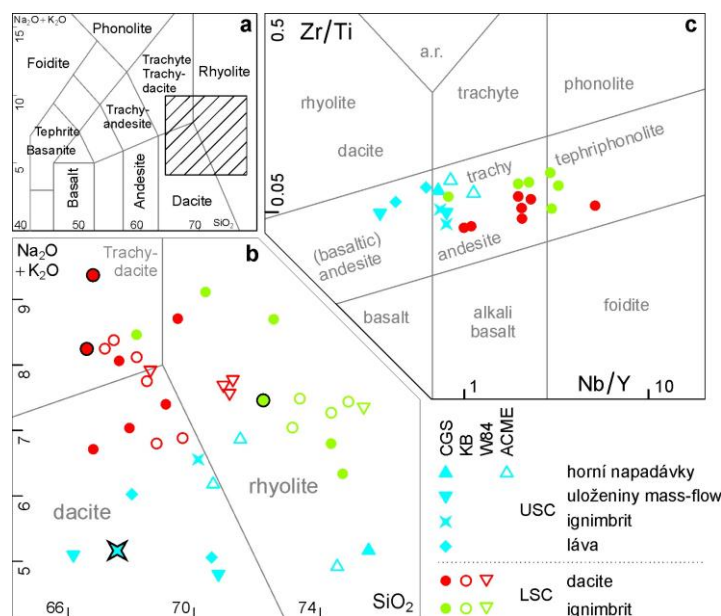 Na₂O + K₂O
15
10
5
40
50
60
70
SiO₂
a
Phonolite
Foidite
Trachyte
Trachy-
dacite
Rhyolite
Tephrite
Basanite
Trachy-
andesite
Basalt
Andesite
Dacite
b
Na₂O
+ K₂O
Trachy-
dacite
9
8
7
6
5
66
70
74
SiO₂
dacite
rhyolite
c
0.5
Zr/Ti
0.05
a.r.
rhyolite
trachyte
phonolite
dacite
trachy
tephriphonolite
(basaltic)
andesite
andesite
basalt
alkali
basalt
foidite
1
Nb/Y
10
CGS
KB
W84
ACME
horní napadávky
uloženiny mass-flow
USC
ignimbrit
láva
dacite
LSC
ignimbrit